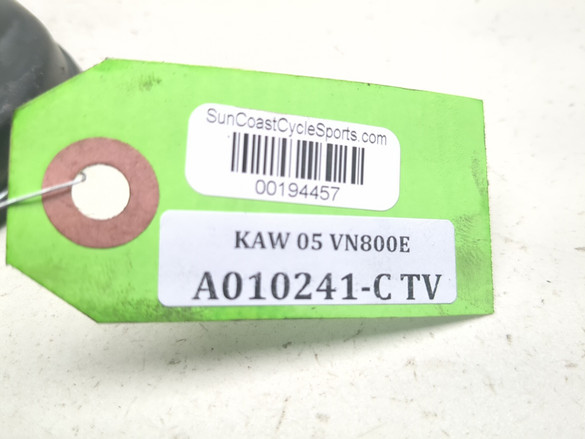 SunCoastCycleSports.com
00194457
KAW 05 VN800E
A010241-C TV